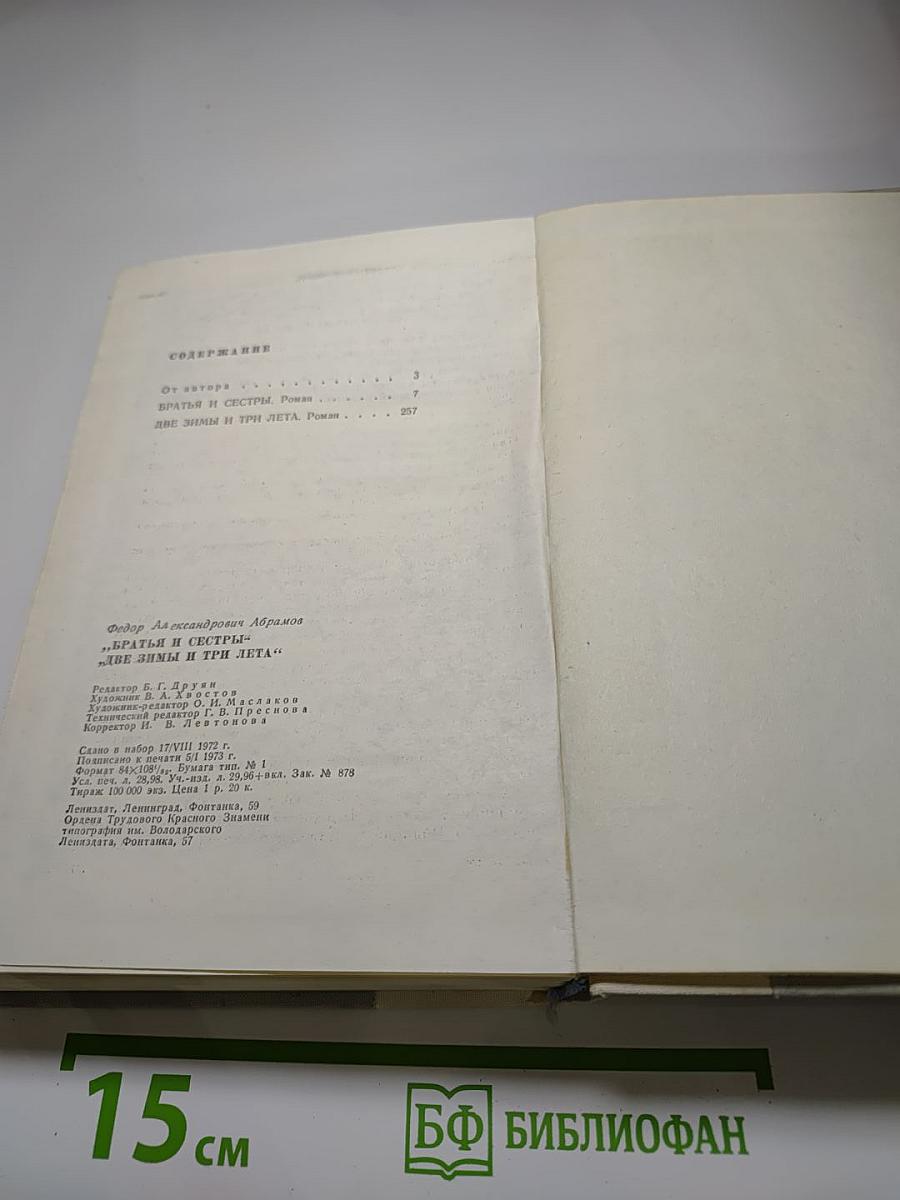 СОДЕРЖАНИЕ
От автора . . . . . . . . . . . . 3
БРАТЬЯ И СЕСТРЫ. Роман . . . . . . 7
ДВЕ ЗИМЫ И ТРИ ЛЕТА. Роман . . . . 257
Федор Александрович Абрамов
„БРАТЬЯ И СЕСТРЫ“
„ДВЕ ЗИМЫ И ТРИ ЛЕТА“
Редактор Б. Г. Друян
Художник В. А. Хвостов
Художник-редактор О. И. Маслаков
Технический редактор Г. В. Преснова
Корректор И. В. Левтонова
Сдано в набор 17/VIII 1972 г.
Подписано к печати 5/I 1973 г.
Формат 84×108¹/₃₂. Бумага тип. № 1
Усл. печ. л. 28,98. Уч.-изд. л. 29,96+вкл. Зак. № 878
Тираж 100 000 экз. Цена 1 р. 20 к.
Лениздат, Ленинград, Фонтанка, 59
Ордена Трудового Красного Знамени
типография им. Володарского
Лениздата, Фонтанка, 57
15 см
БФ БИБЛИОФАН